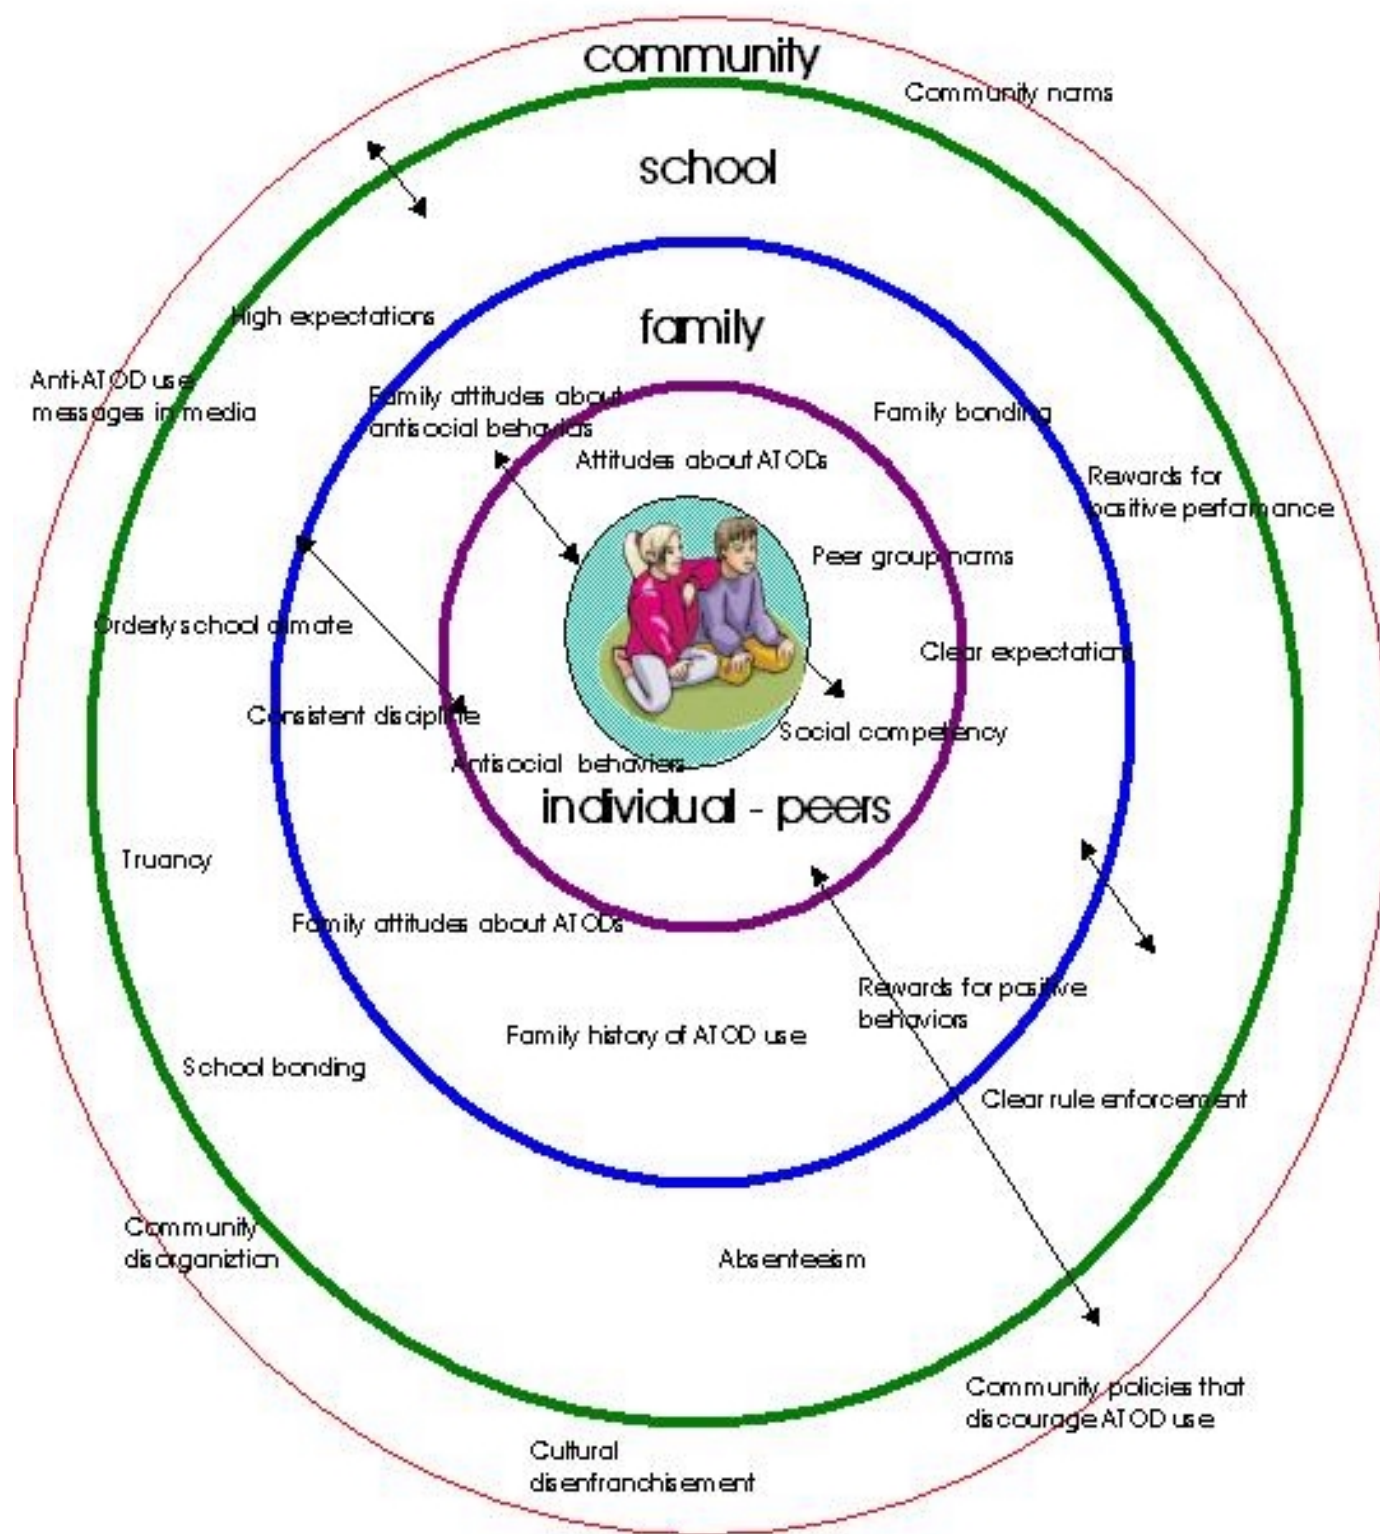 community
Community norms
school
High expectations
family
Anti-ATOD use
messages in media
Family attitudes about
antisocial behaviors
Family bonding
Attitudes about ATODs
Rewards for
positive performance
Peer group norms
Orderly school climate
Clear expectations
Consistent discipline
Social competency
Antisocial behaviors
individual - peers
Truancy
Family attitudes about ATODs
Rewards for positive
behaviors
Family history of ATOD use
School bonding
Clear rule enforcement
Community
disorganiztion
Absenteeism
Community policies that
discourage ATOD use
Cultural
disenfranchisement